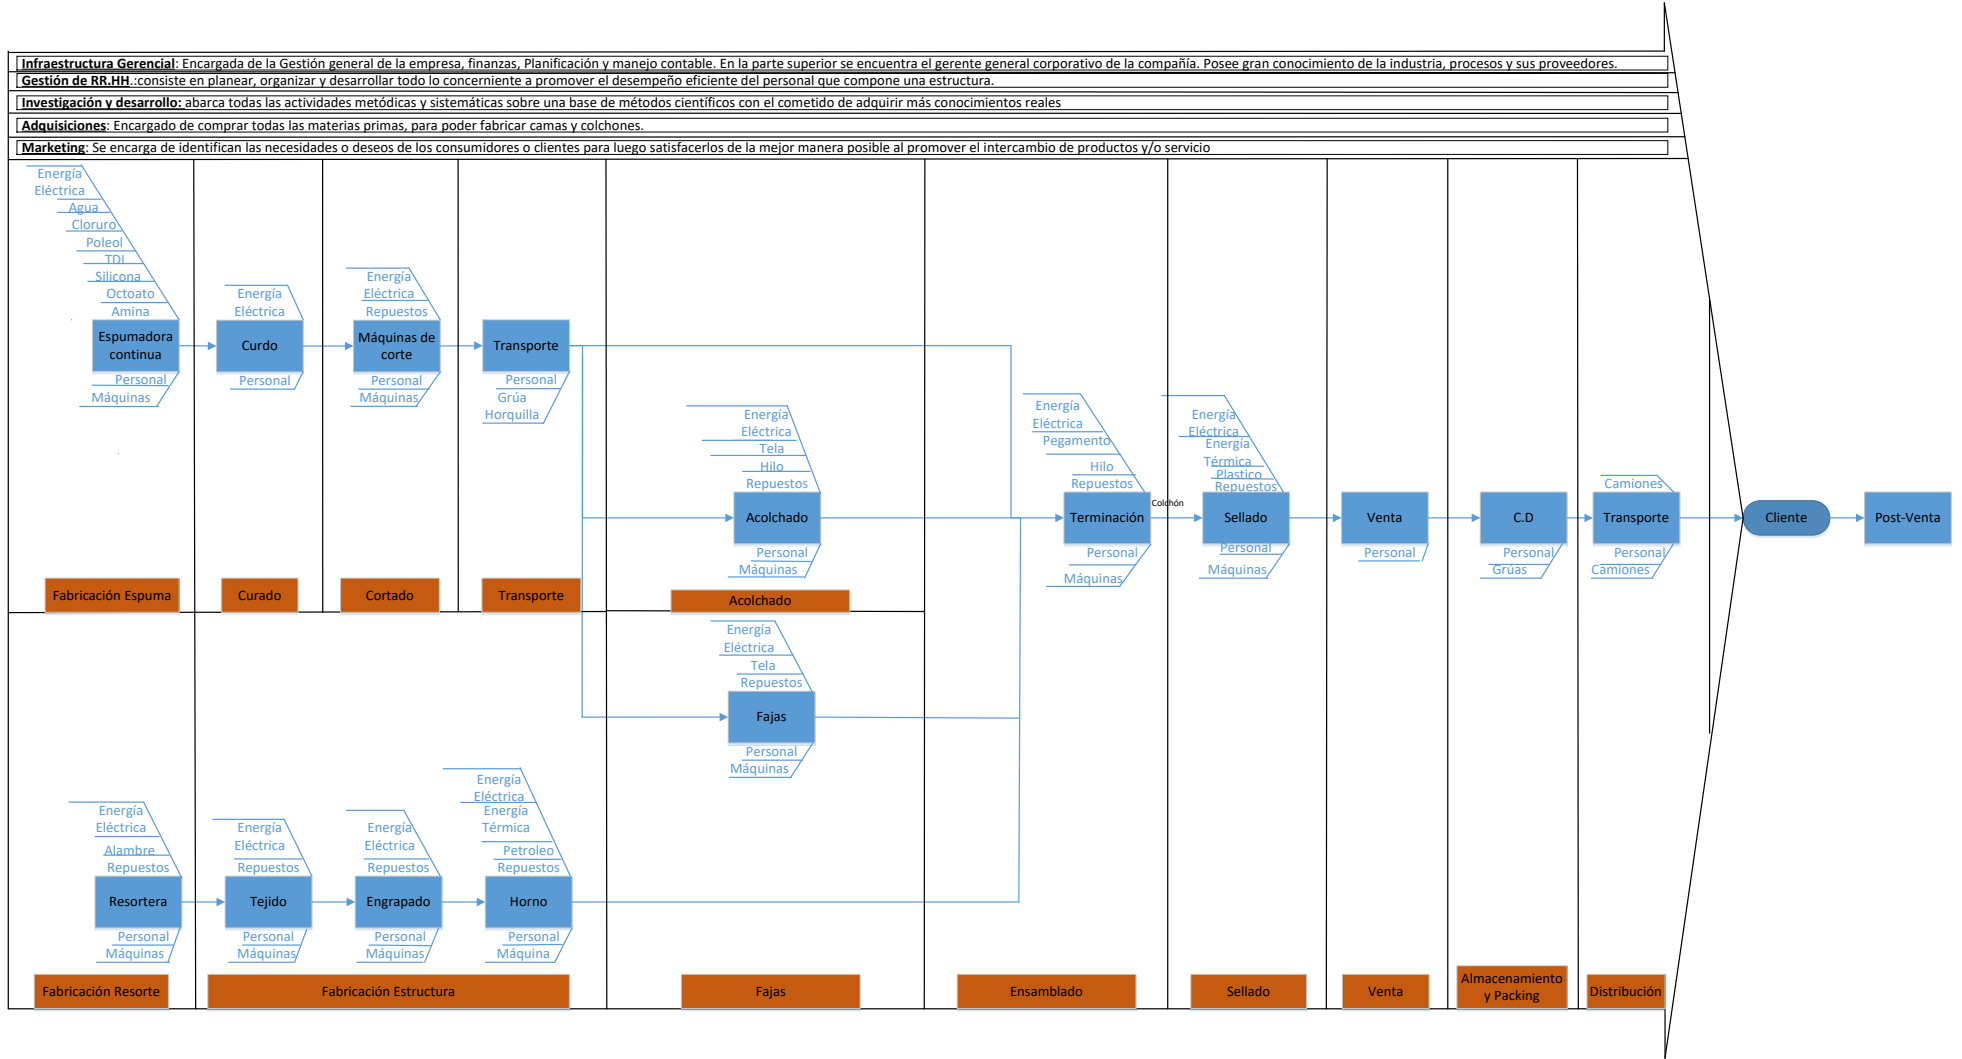 Infraestructura Gerencial: Encargada de la Gestión general de la empresa, finanzas, Planificación y manejo contable. En la parte superior se encuentra el gerente general corporativo de la compañía. Posee gran conocimiento de la industria, procesos y sus proveedores.
Gestión de RR.HH.:consiste en planear, organizar y desarrollar todo lo concerniente a promover el desempeño eficiente del personal que compone una estructura.
Investigación y desarrollo: abarca todas las actividades metódicas y sistemáticas sobre una base de métodos científicos con el cometido de adquirir más conocimientos reales
Adquisiciones: Encargado de comprar todas las materias primas, para poder fabricar camas y colchones.
Marketing: Se encarga de identifican las necesidades o deseos de los consumidores o clientes para luego satisfacerlos de la mejor manera posible al promover el intercambio de productos y/o servicio
Energía
Eléctrica
Agua
Cloruro
Poleol
TDI
Silicona
Octoato
Amina
Espumadora
continua
Personal
Máquinas
Fabricación Espuma
Energía
Eléctrica
Curdo
Personal
Curado
Energía
Eléctrica
Repuestos
Máquinas de
corte
Personal
Máquinas
Cortado
Transporte
Personal
Grúa
Horquilla
Transporte
Energía
Eléctrica
Tela
Hilo
Repuestos
Acolchado
Personal
Máquinas
Acolchado
Energía
Eléctrica
Tela
Repuestos
Fajas
Personal
Máquinas
Fajas
Energía
Eléctrica
Alambre
Repuestos
Resortera
Personal
Máquinas
Fabricación Resorte
Energía
Eléctrica
Repuestos
Tejido
Personal
Máquinas
Energía
Eléctrica
Repuestos
Engrapado
Personal
Máquinas
Energía
Eléctrica
Energía
Térmica
Petroleo
Repuestos
Horno
Personal
Máquina
Fabricación Estructura
Energía
Eléctrica
Pegamento
Hilo
Repuestos
Terminación
Personal
Máquinas
Ensamblado
Colchón
Energía
Eléctrica
Energía
Térmica
Plastico
Repuestos
Sellado
Personal
Máquinas
Sellado
Venta
Personal
Venta
C.D
Personal
Grúas
Almacenamiento
y Packing
Camiones
Transporte
Personal
Camiones
Distribución
Cliente
Post-Venta